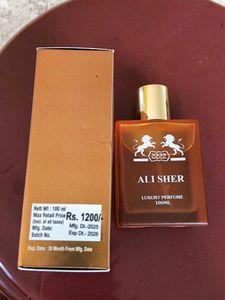 Nett Wt : 100 ml
Max Retail Price
(Incl. of all taxes)
Mfg. Date:
Batch No.
Rs. 1200/-
Mfg. Dt.-2025
Exp.Dt.- 2028
Exp. Date : 36 Month From Mfg. Date
ALI SHER
LUXURY PERFUME
100ML